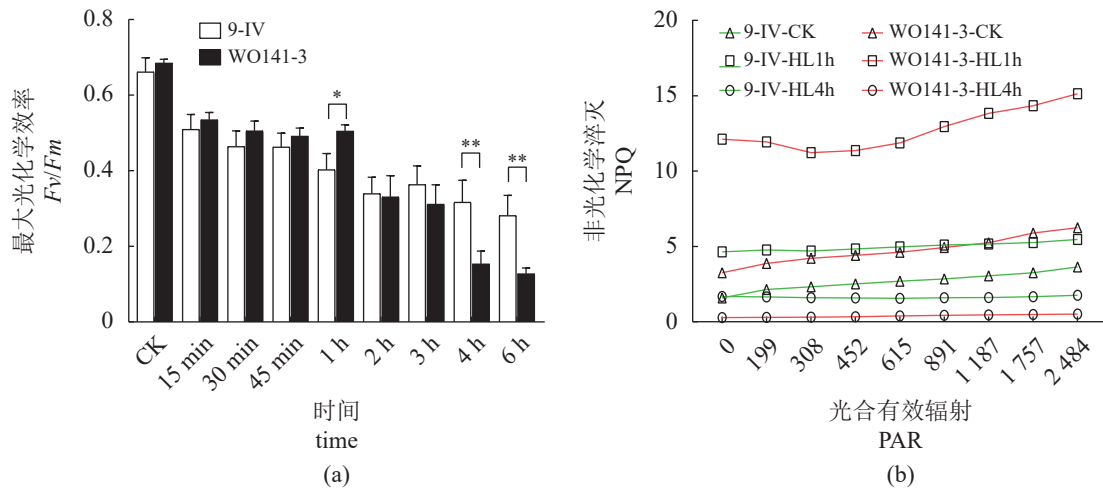 9-IV
WO141-3
最大光化学效率
Fv/Fm
0.8
0.6
0.4
0.2
0
*
**
**
CK
15 min
30 min
45 min
1 h
2 h
3 h
4 h
6 h
时间
time
(a)
9-IV-CK
WO141-3-CK
9-IV-HL1h
WO141-3-HL1h
9-IV-HL4h
WO141-3-HL4h
非光化学淬灭
NPQ
20
15
10
5
0
0
199
308
452
615
891
1 187
1 757
2 484
光合有效辐射
PAR
(b)